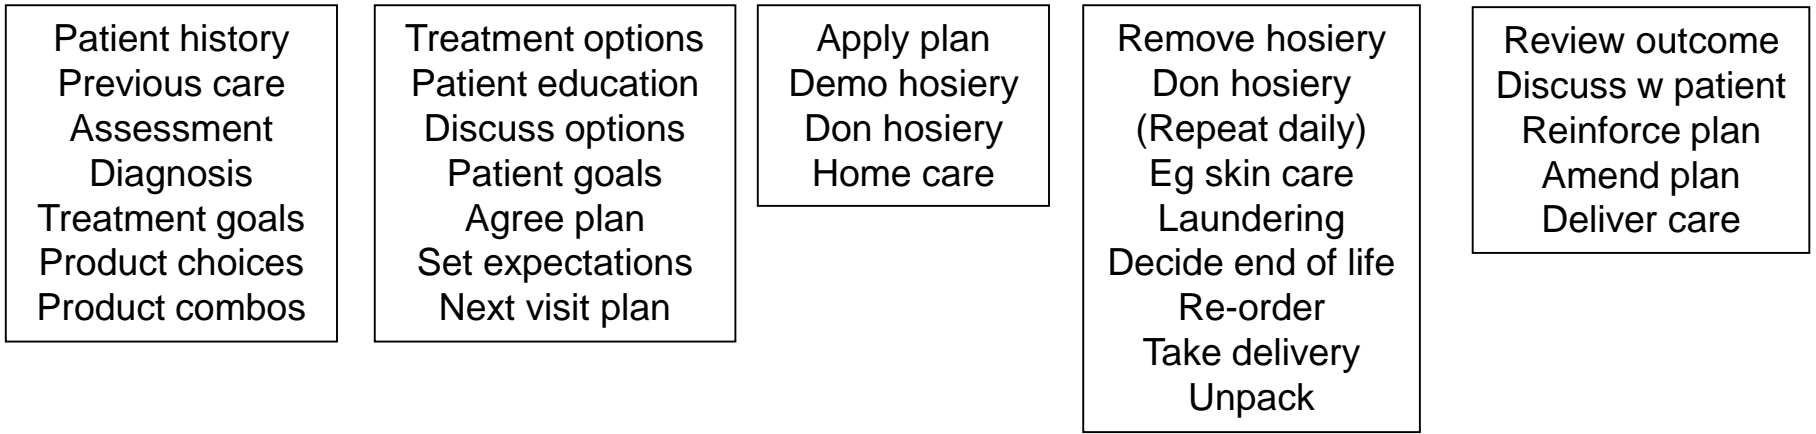 Patient history
Previous care
Assessment
Diagnosis
Treatment goals
Product choices
Product combos
Treatment options
Patient education
Discuss options
Patient goals
Agree plan
Set expectations
Next visit plan
Apply plan
Demo hosiery
Don hosiery
Home care
Remove hosiery
Don hosiery
(Repeat daily)
Eg skin care
Laundering
Decide end of life
Re-order
Take delivery
Unpack
Review outcome
Discuss w patient
Reinforce plan
Amend plan
Deliver care